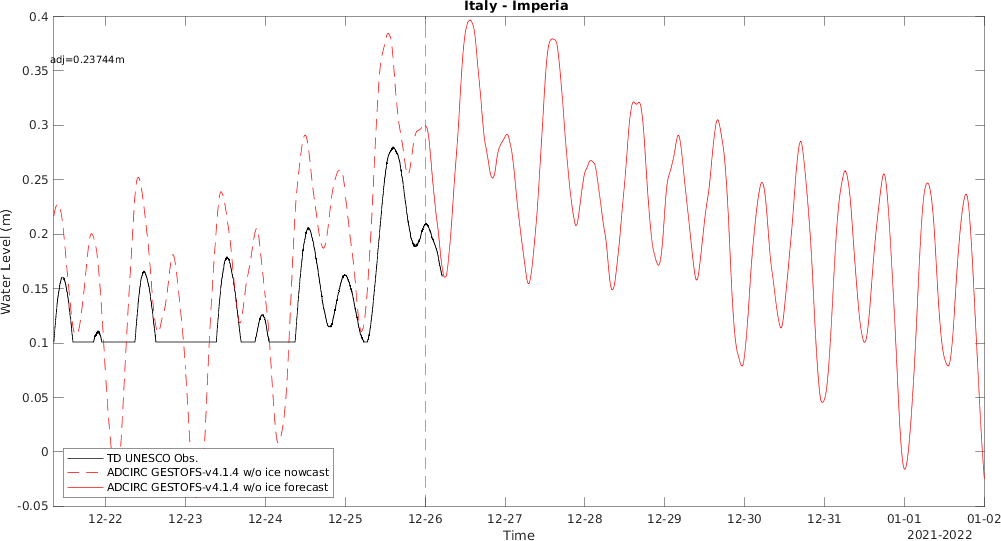 Italy - Imperia
adj=0.23744m
Water Level (m)
0.4
0.35
0.3
0.25
0.2
0.15
0.1
0.05
0
-0.05
TD UNESCO Obs.
ADCIRC GESTOFS-v4.1.4 w/o ice nowcast
ADCIRC GESTOFS-v4.1.4 w/o ice forecast
12-22 12-23 12-24 12-25 12-26 12-27 12-28 12-29 12-30 12-31 01-01 01-02
Time
2021-2022